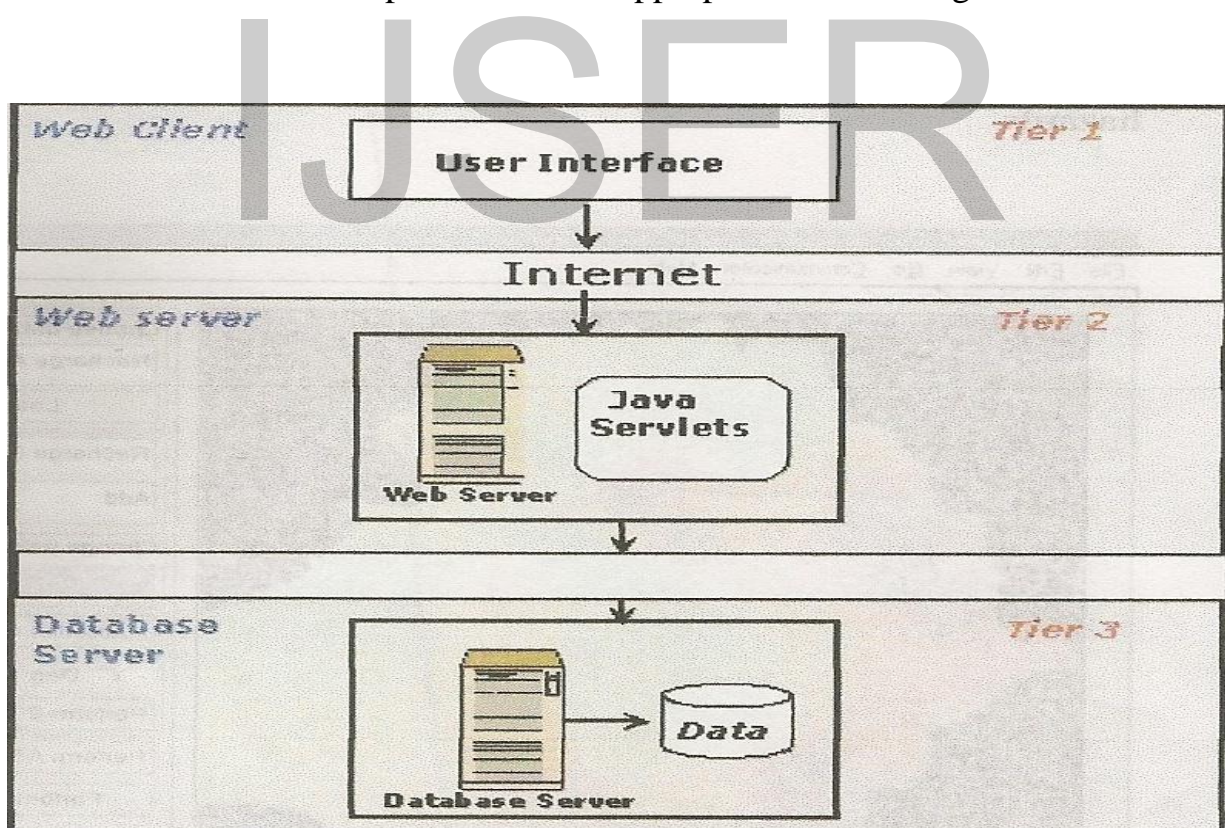 IJSER
Web Client
Tier 1
User Interface
Internet
Web server
Tier 2
Java
Servlets
Web Server
Database
Server
Tier 3
Data
Database Server